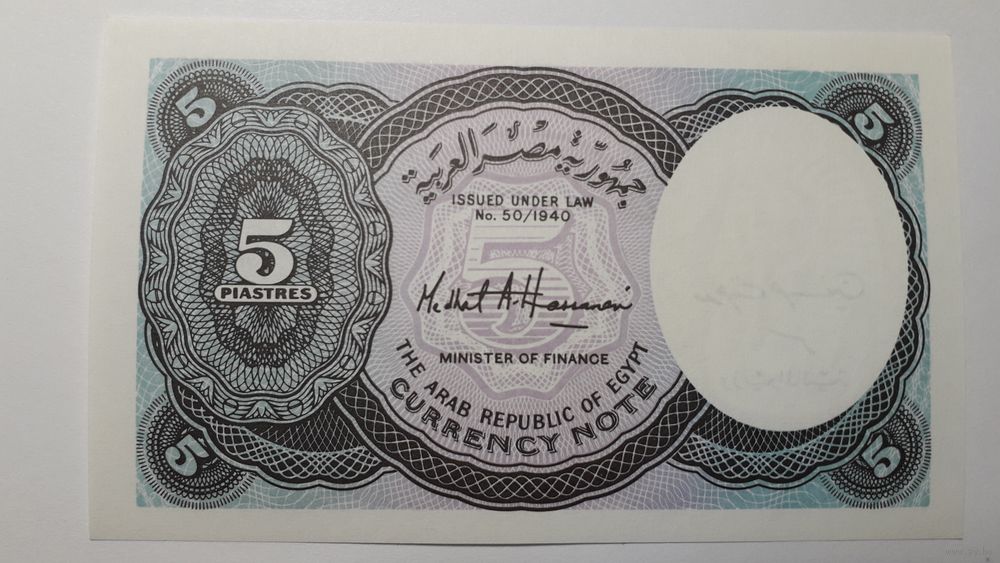 5
5
جمهورية مصر العربية
ISSUED UNDER LAW
No. 50/1940
5
5
PIASTRES
Medhat A. Hassanein
MINISTER OF FINANCE
THE ARAB REPUBLIC OF EGYPT
CURRENCY NOTE
5
5